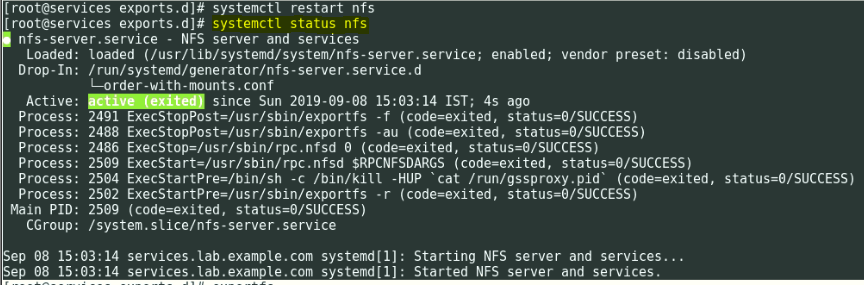 [root@services exports.d]# systemctl restart nfs
[root@services exports.d]# systemctl status nfs
● nfs-server.service - NFS server and services
   Loaded: loaded (/usr/lib/systemd/system/nfs-server.service; enabled; vendor preset: disabled)
  Drop-In: /run/systemd/generator/nfs-server.service.d
           └─order-with-mounts.conf
   Active: active (exited) since Sun 2019-09-08 15:03:14 IST; 4s ago
  Process: 2491 ExecStopPost=/usr/sbin/exportfs -f (code=exited, status=0/SUCCESS)
  Process: 2488 ExecStopPost=/usr/sbin/exportfs -au (code=exited, status=0/SUCCESS)
  Process: 2486 ExecStop=/usr/sbin/rpc.nfsd 0 (code=exited, status=0/SUCCESS)
  Process: 2509 ExecStart=/usr/sbin/rpc.nfsd $RPCNFSDARGS (code=exited, status=0/SUCCESS)
  Process: 2504 ExecStartPre=/bin/sh -c /bin/kill -HUP `cat /run/gssproxy.pid` (code=exited, status=0/SUCCESS)
  Process: 2502 ExecStartPre=/usr/sbin/exportfs -r (code=exited, status=0/SUCCESS)
 Main PID: 2509 (code=exited, status=0/SUCCESS)
   CGroup: /system.slice/nfs-server.service

Sep 08 15:03:14 services.lab.example.com systemd[1]: Starting NFS server and services...
Sep 08 15:03:14 services.lab.example.com systemd[1]: Started NFS server and services.